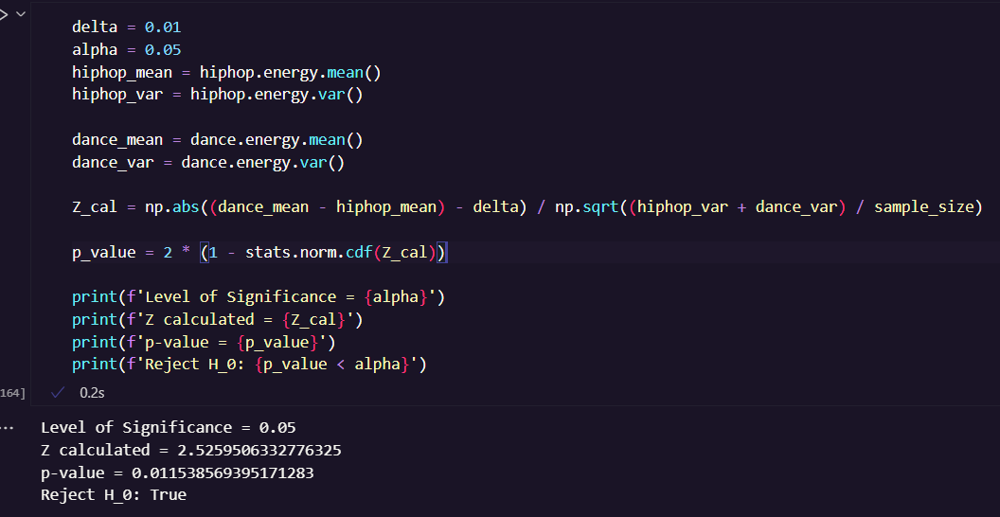 delta = 0.01
alpha = 0.05
hiphop_mean = hiphop.energy.mean()
hiphop_var = hiphop.energy.var()
dance_mean = dance.energy.mean()
dance_var = dance.energy.var()
Z_cal = np.abs((dance_mean - hiphop_mean) - delta) / np.sqrt((hiphop_var + dance_var) / sample_size)
p_value = 2 * (1 - stats.norm.cdf(Z_cal))
print(f'Level of Significance = {alpha}')
print(f'Z calculated = {Z_cal}')
print(f'p-value = {p_value}')
print(f'Reject H_0: {p_value < alpha}')
164]
0.2s
Level of Significance = 0.05
Z calculated = 2.5259506332776325
p-value = 0.011538569395171283
Reject H_0: True